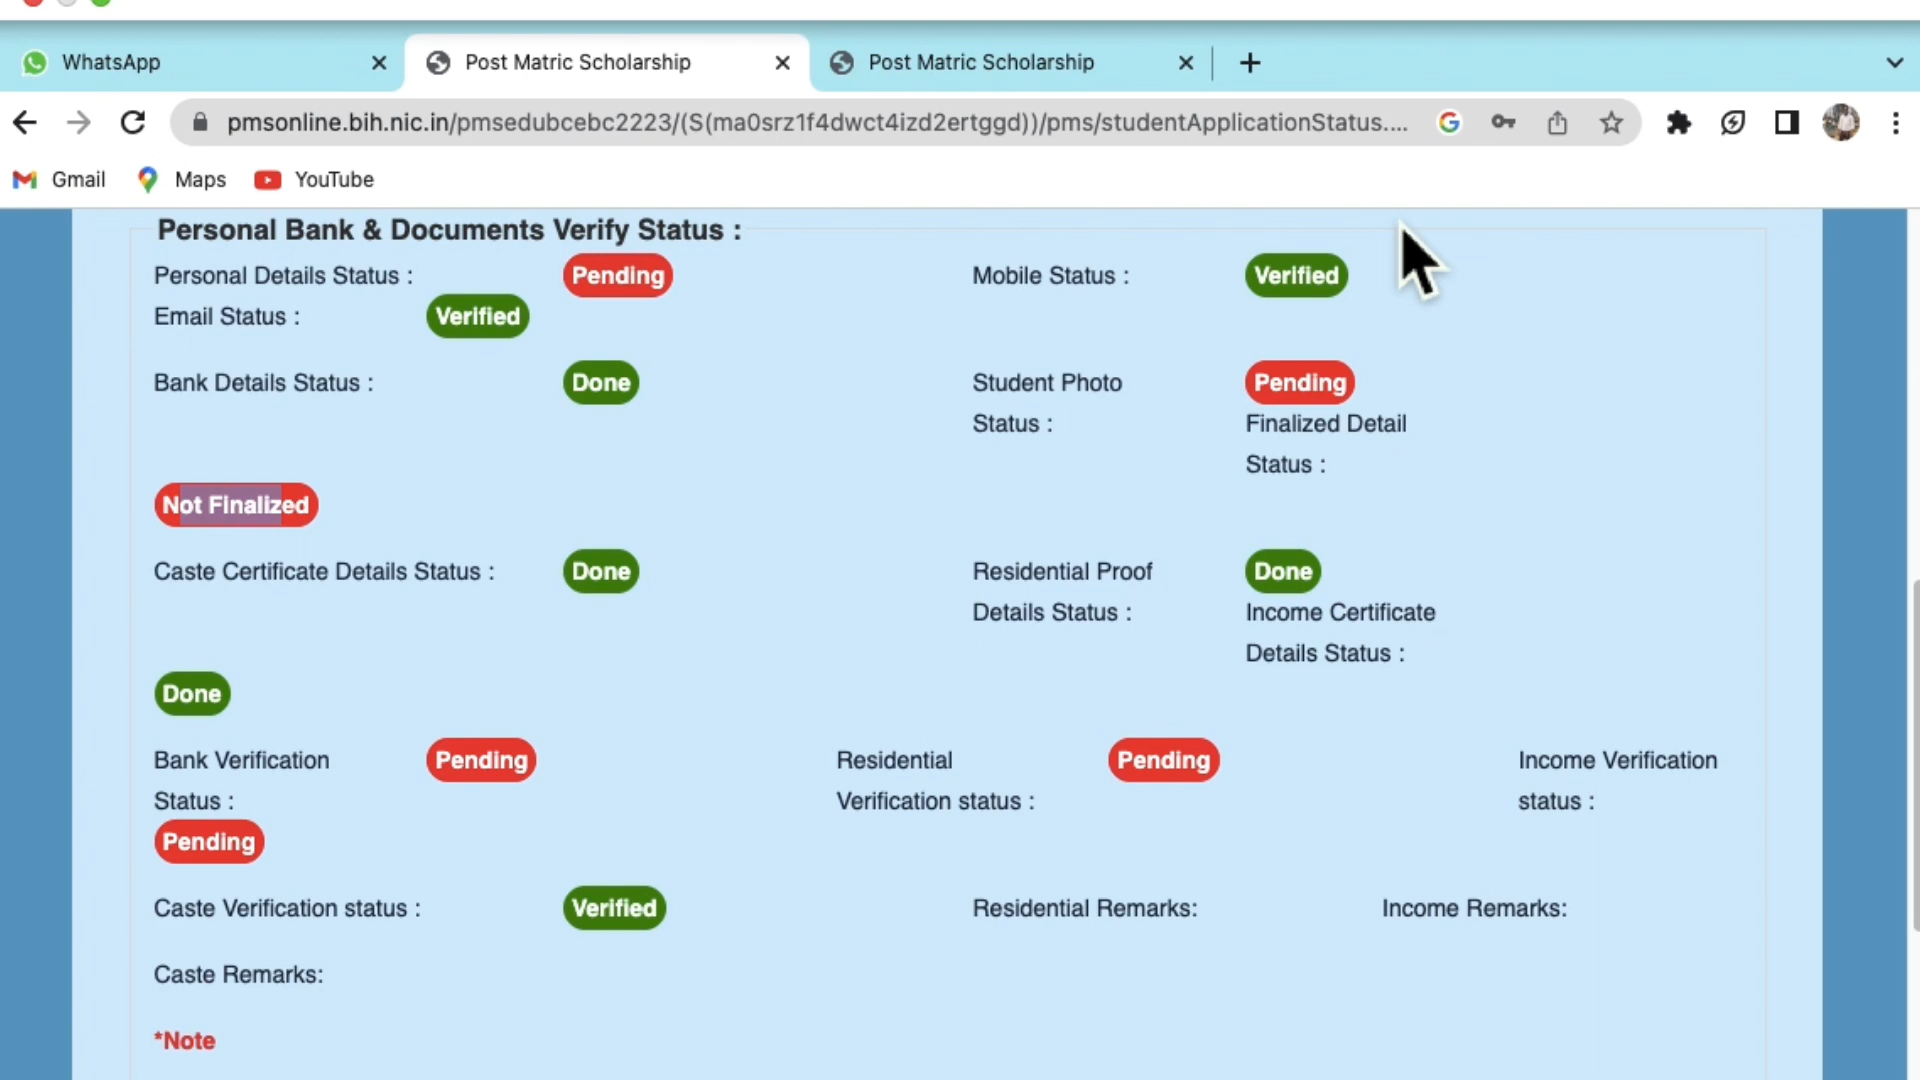 WhatsApp
Post Matric Scholarship
Post Matric Scholarship
pmsonline.bih.nic.in/pmsedubcebc2223/(S(ma0srz1f4dwct4izd2ertggd))/pms/studentApplicationStatus....
Gmail Maps YouTube
Personal Bank & Documents Verify Status :
Personal Details Status : Pending Mobile Status : Verified
Email Status : Verified
Bank Details Status : Done Student Photo Pending
Status : Finalized Detail
Status :
Not Finalized
Caste Certificate Details Status : Done Residential Proof Done
Details Status : Income Certificate
Details Status :
Done
Bank Verification Pending Residential Pending Income Verification
Status : Verification status : status :
Pending
Caste Verification status : Verified Residential Remarks: Income Remarks:
Caste Remarks:
*Note